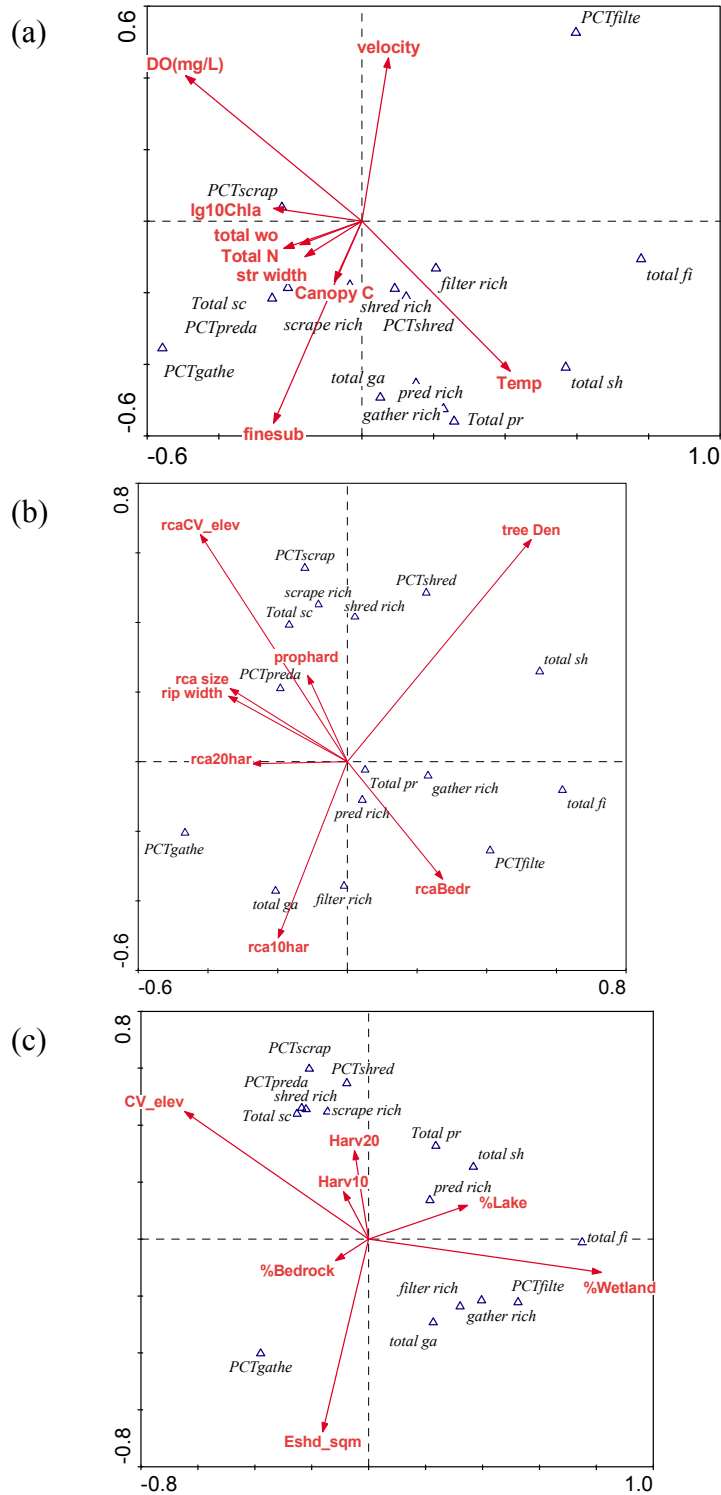 (a)
0.6
PCTfilte
velocity
DO(mg/L)
PCTscrap
lg10Chla
total wo
Total N
str width
Canopy C
filter rich
total fi
Total sc
shred rich
PCTpreda
scrape rich
PCTshred
PCTgathe
total ga
pred rich
Temp
total sh
gather rich
Total pr
finesub
-0.6
-0.6
1.0
(b)
0.8
rcaCV_elev
tree Den
PCTscrap
PCTshred
scrape rich
Total sc
shred rich
prophard
total sh
PCTpreda
rca size
rip width
rca20har
Total pr
gather rich
total fi
pred rich
PCTgathe
PCTfilte
rcaBedr
total ga
filter rich
rca10har
-0.6
-0.6
0.8
(c)
0.8
PCTscrap
PCTshred
PCTpreda
shred rich
CV_elev
Total sc
scrape rich
Harv20
Total pr
total sh
Harv10
pred rich
%Lake
total fi
%Bedrock
%Wetland
filter rich
PCTfilte
gather rich
total ga
PCTgathe
Eshd_sqm
-0.8
-0.8
1.0